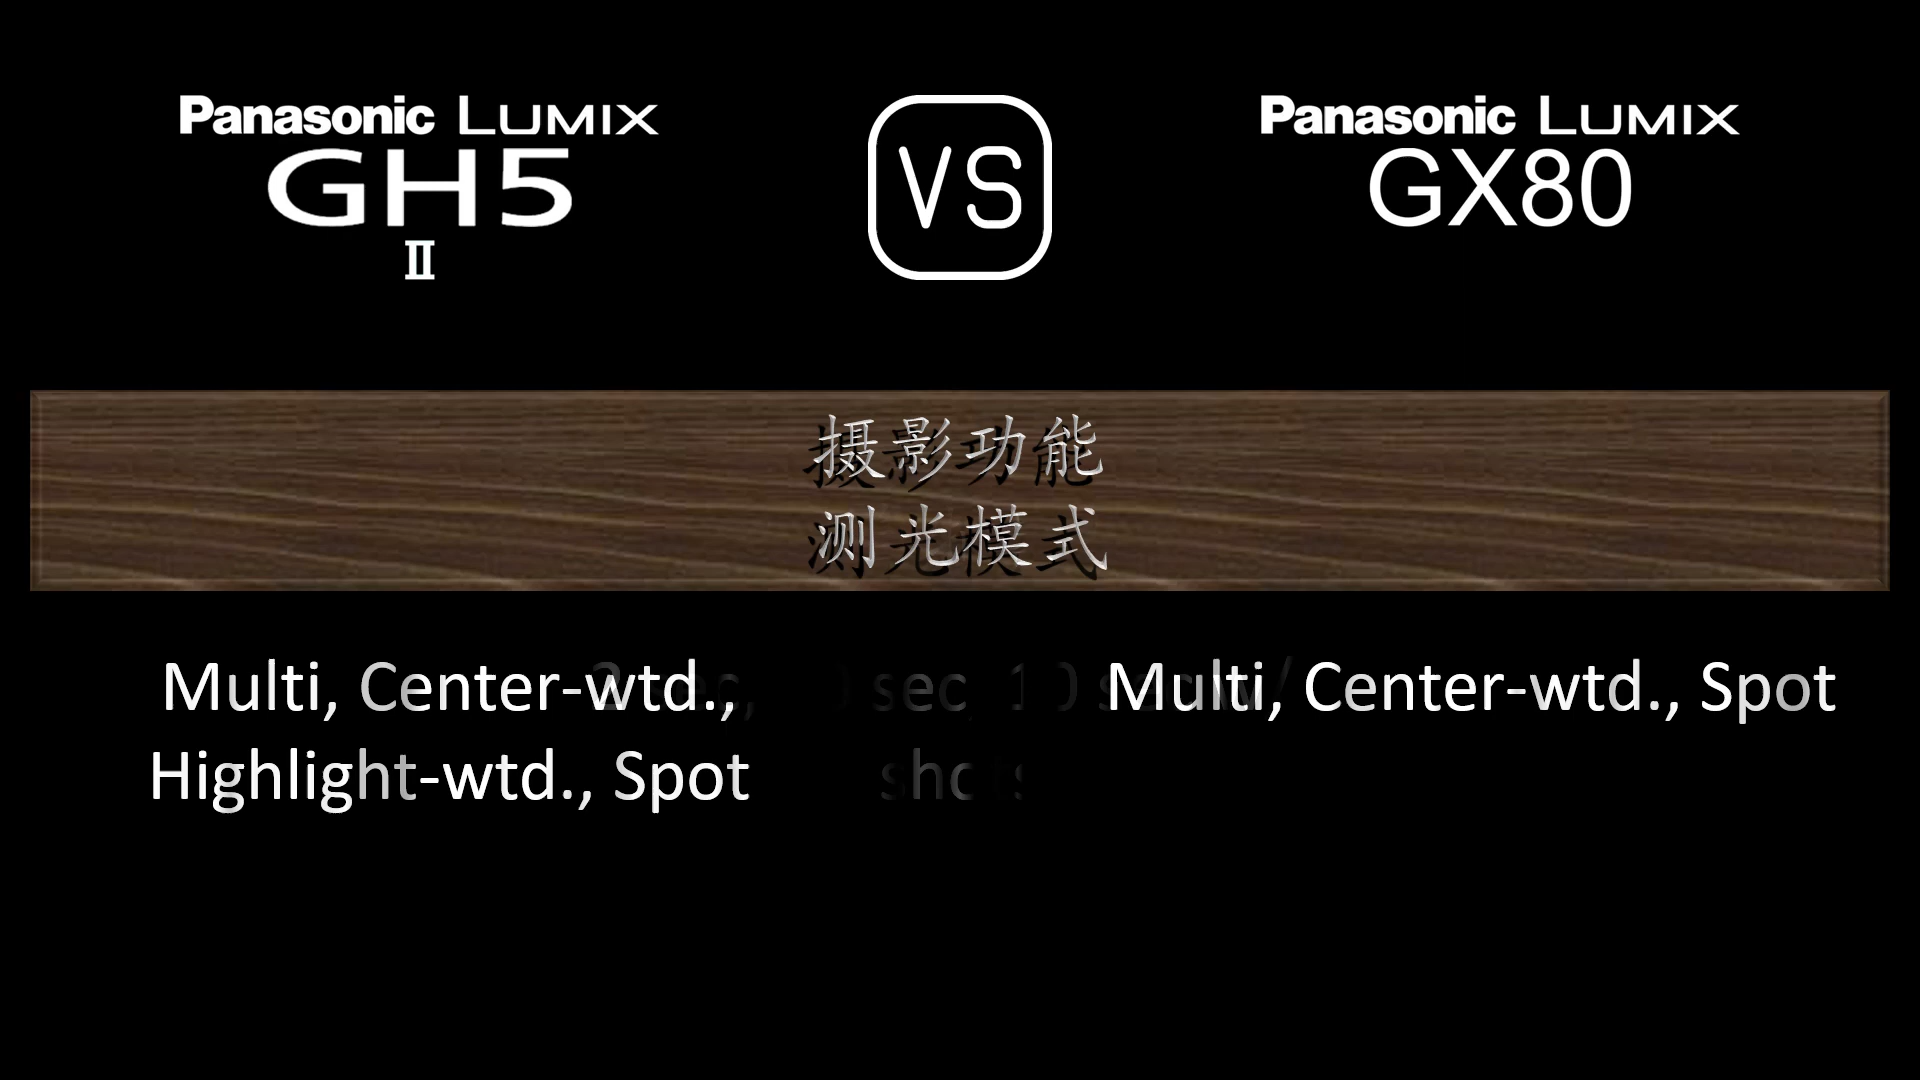 Panasonic LUMIX
GH5
II
VS
Panasonic LUMIX
GX80
摄影功能
测光模式
Multi, Center-wtd.,
Highlight-wtd., Spot
Multi, Center-wtd., Spot